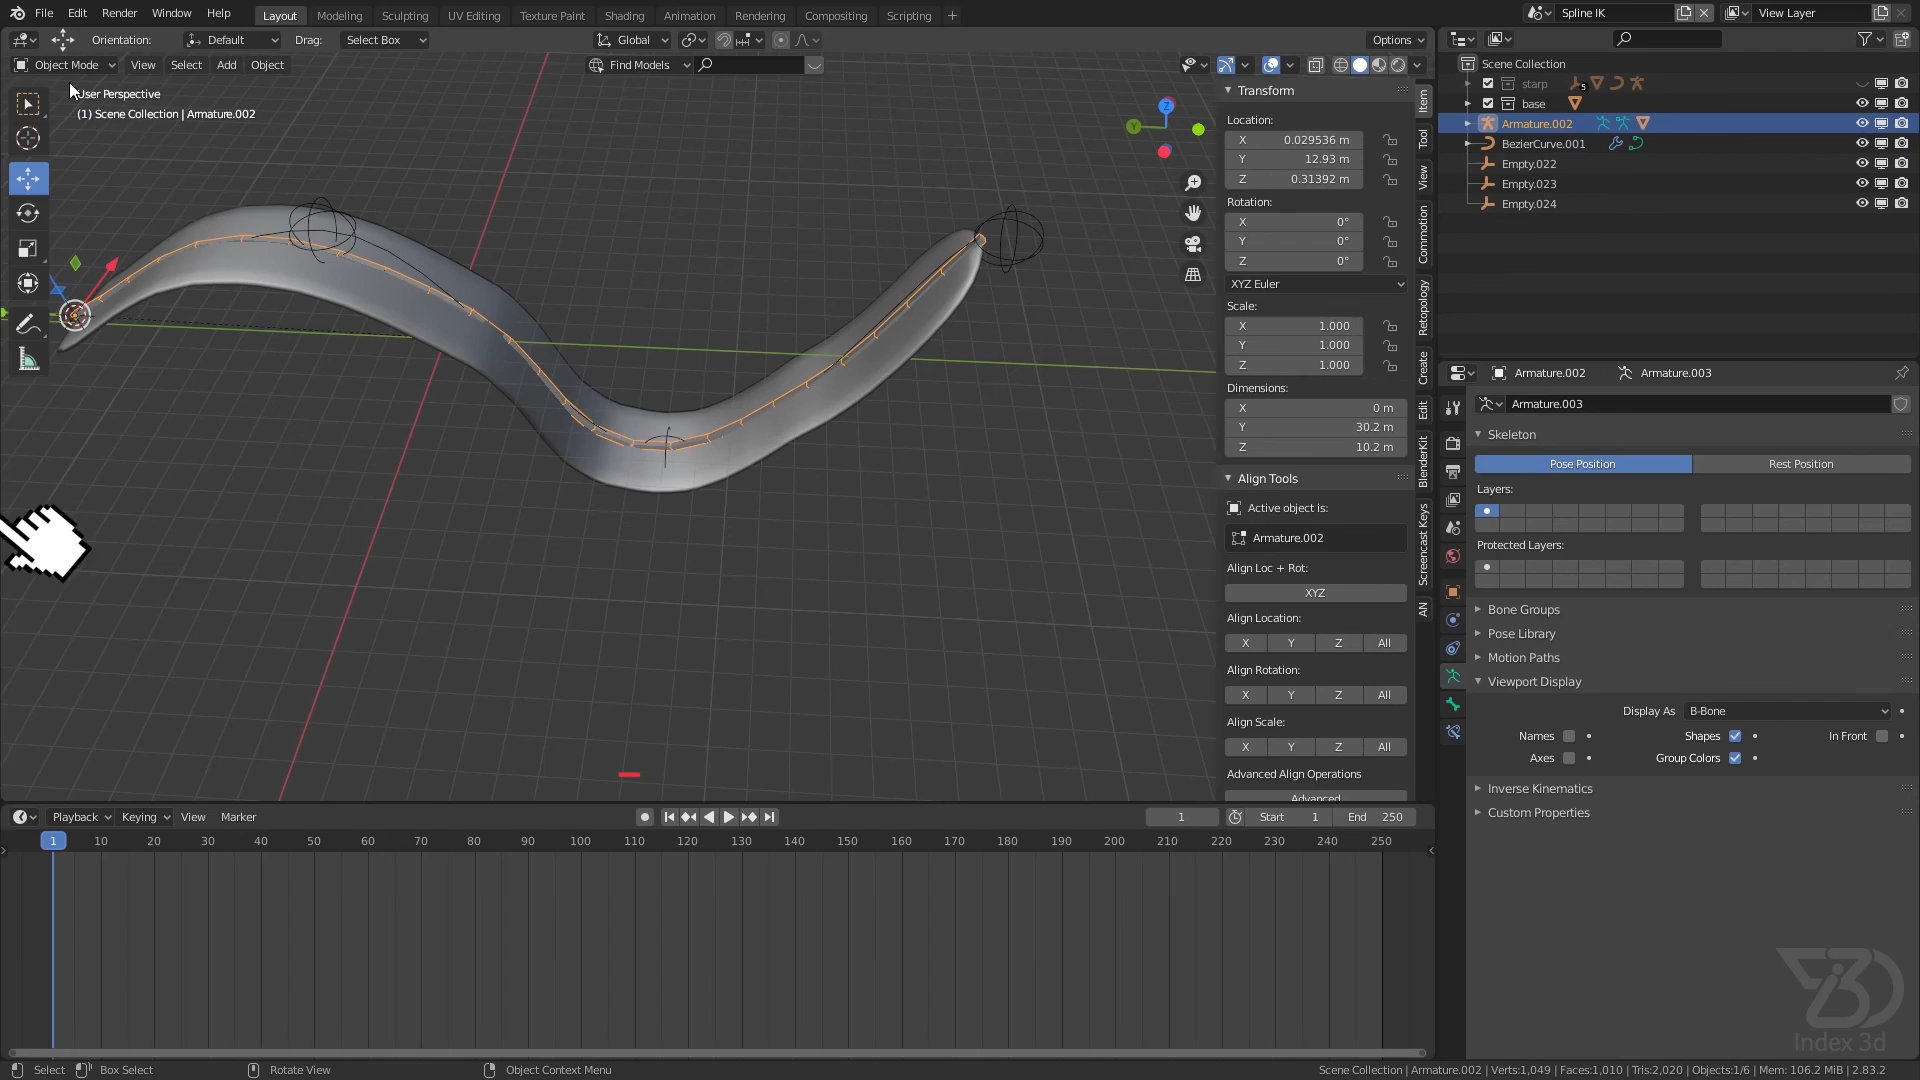 File Edit Render Window Help Layout Modeling Sculpting UV Editing Texture Paint Shading Animation Rendering Compositing Scripting + Spline IK View Layer
Orientation: Default Drag: Select Box Global Options
Object Mode View Select Add Object Find Models
User Perspective
(1) Scene Collection | Armature.002
Z
Y
Transform
Location:
X 0.029536 m
Y 12.93 m
Z 0.31392 m
Rotation:
X 0°
Y 0°
Z 0°
XYZ Euler
Scale:
X 1.000
Y 1.000
Z 1.000
Dimensions:
X 0 m
Y 30.2 m
Z 10.2 m
Align Tools
Active object is:
Armature.002
Align Loc + Rot:
XYZ
Align Location:
X Y Z All
Align Rotation:
X Y Z All
Align Scale:
X Y Z All
Advanced Align Operations
Advanced
Item
Tool
View
Commotion
Retopology
Create
Edit
BlenderKit
Screencast Keys
AN
Scene Collection
starp 5
base
Armature.002
BezierCurve.001
Empty.022
Empty.023
Empty.024
Armature.002 Armature.003
Armature.003
Skeleton
Pose Position Rest Position
Layers:
Protected Layers:
Bone Groups
Pose Library
Motion Paths
Viewport Display
Display As B-Bone
Names Shapes In Front
Axes Group Colors
Inverse Kinematics
Custom Properties
Playback Keying View Marker 1 Start 1 End 250
1 10 20 30 40 50 60 70 80 90 100 110 120 130 140 150 160 170 180 190 200 210 220 230 240 250
Index 3d
Select Box Select Rotate View Object Context Menu Scene Collection | Armature.002 | Verts:1,049 | Faces:1,010 | Tris:2,020 | Objects:1/6 | Mem: 106.2 MiB | 2.83.2